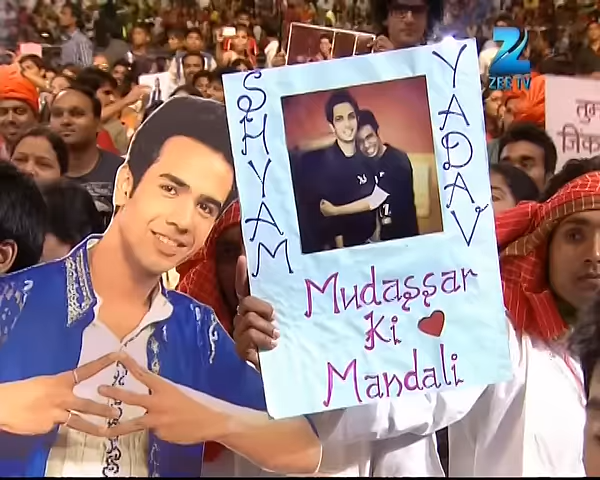 SHYAM
YADAV
Mudassar
Ki
Mandali
Z
ZEE TV
तुम
जिंक